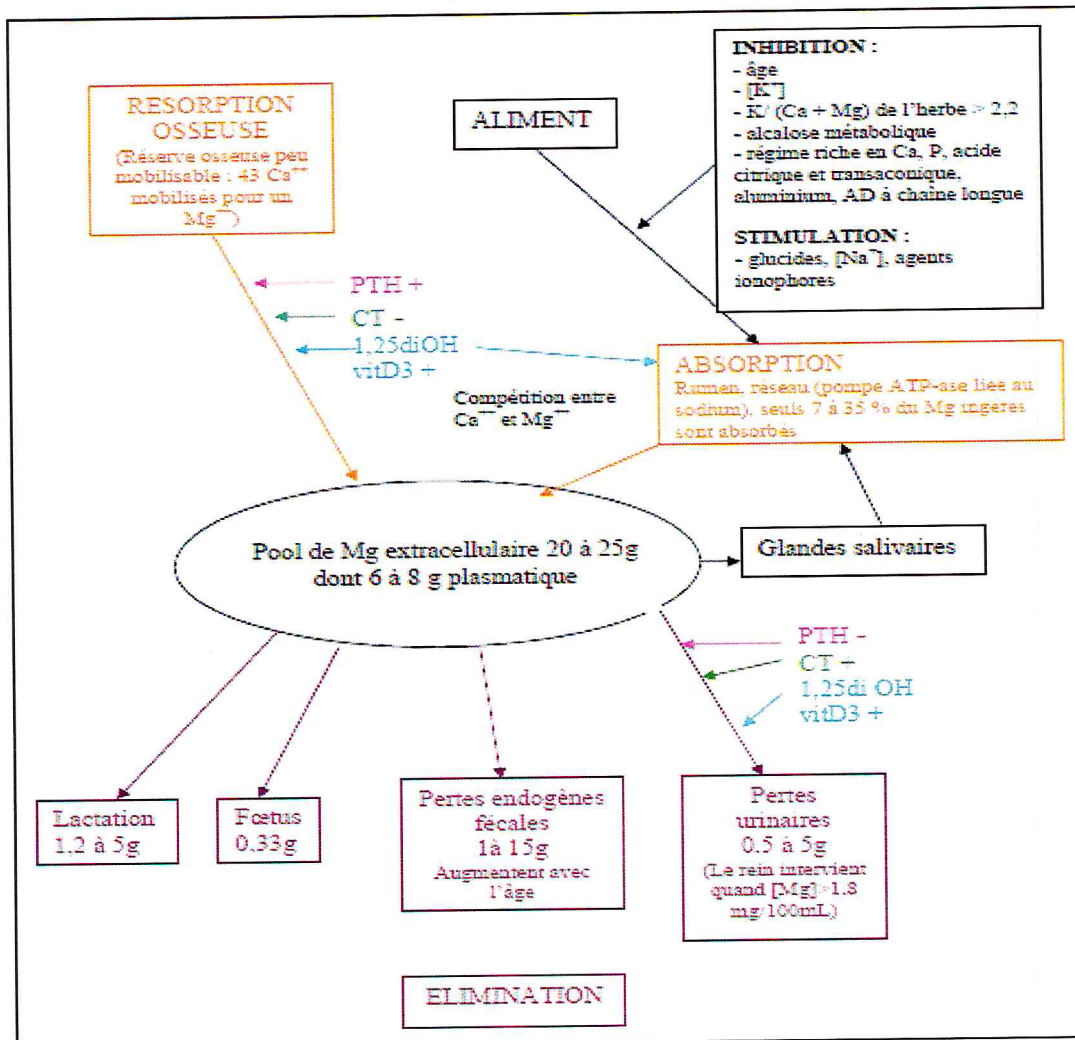 RESORPTION
OSSEUSE
(Réserve osseuse peu
mobilisable : 43 Ca⁺⁺
mobilisés pour un
Mg⁺⁺)
ALIMENT
INHIBITION :
- âge
- [K⁺]
- K/ (Ca + Mg) de l'herbe > 2,2
- alcalose métabolique
- régime riche en Ca, P, acide
citrique et transaconique,
aluminium, AD à chaîne longue
STIMULATION :
- glucides, [Na⁺], agents
ionophores
PTH +
CT -
1,25diOH
vitD3 +
ABSORPTION
Rumen, réseau (pompe ATP-ase liée au
sodium), seuls 7 à 35 % du Mg ingérés
sont absorbés
Compétition entre
Ca⁺⁺ et Mg⁺⁺
Pool de Mg extracellulaire 20 à 25g
dont 6 à 8 g plasmatique
Glandes salivaires
PTH -
CT +
1,25di OH
vitD3 +
Lactation
1,2 à 5g
Fœtus
0,33g
Pertes endogènes
fécales
1à 15g
Augmentent avec
l'âge
Pertes
urinaires
0.5 à 5g
(Le rein intervient
quand [Mg]>1.8
mg/100mL)
ELIMINATION